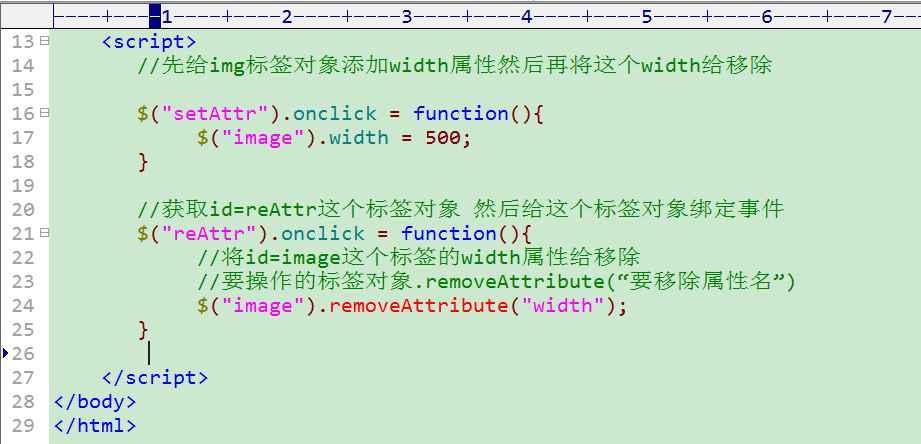 ----+----1----+----2----+----3----+----4----+----5----+----6----+----7--
13 <script>
14 //先给img标签对象添加width属性然后再将这个width给移除
15
16 $("setAttr").onclick = function(){
17 $("image").width = 500;
18 }
19
20 //获取id=reAttr这个标签对象 然后给这个标签对象绑定事件
21 $("reAttr").onclick = function(){
22 //将id=image这个标签的width属性给移除
23 //要操作的标签对象.removeAttribute(“要移除属性名”)
24 $("image").removeAttribute("width");
25 }
26
27 </script>
28 </body>
29 </html>